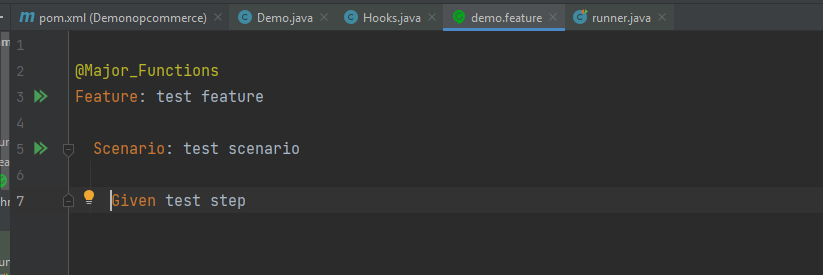 pom.xml (Demonopcommerce)
Demo.java
Hooks.java
demo.feature
runner.java
1
2 @Major_Functions
3 Feature: test feature
4
5 Scenario: test scenario
6
7 Given test step